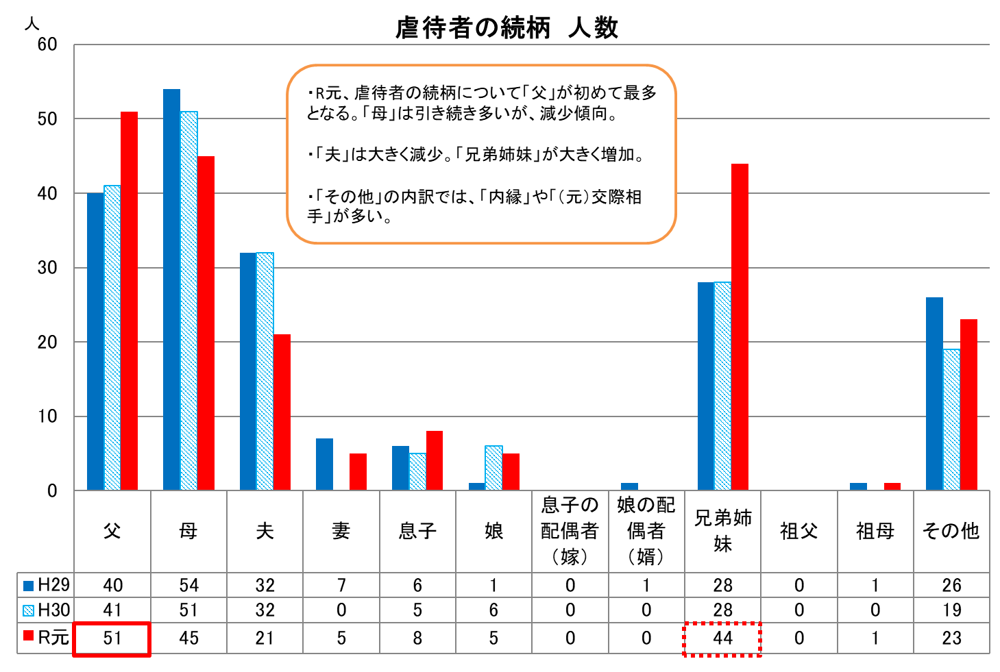 人
虐待者の続柄　人数
60
50
40
30
20
10
0
・R元、虐待者の続柄について「父」が初めて最多
となる。「母」は引き続き多いが、減少傾向。
・「夫」は大きく減少。「兄弟姉妹」が大きく増加。
・「その他」の内訳では、「内縁」や「（元）交際相
手」が多い。
父 母 夫 妻 息子 娘 息子の配偶者（嫁） 娘の配偶者（婿） 兄弟姉妹 祖父 祖母 その他
H29 40 54 32 7 6 1 0 1 28 0 1 26
H30 41 51 32 0 5 6 0 0 28 0 0 19
R元 51 45 21 5 8 5 0 0 44 0 1 23